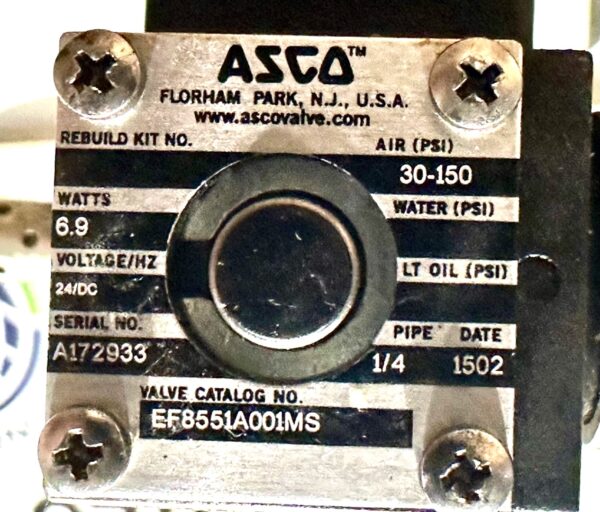 ASCO™
FLORHAM PARK, N.J., U.S.A.
www.ascovalve.com
REBUILD KIT NO.
AIR (PSI)
30-150
WATTS
WATER (PSI)
6.9
VOLTAGE/HZ
LT OIL (PSI)
24/DC
SERIAL NO.
PIPE DATE
A172933
1/4 1502
VALVE CATALOG NO.
EF8551A001MS